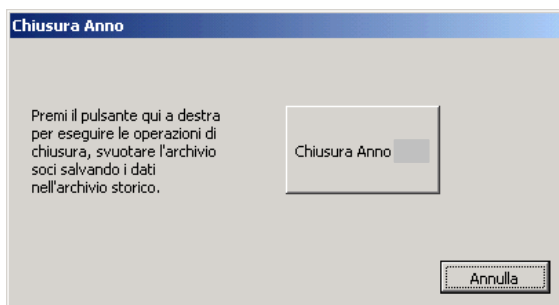 Chiusura Anno
Premi il pulsante qui a destra
per eseguire le operazioni di
chiusura, svuotare l'archivio
soci salvando i dati
nell'archivio storico.
Chiusura Anno
Annulla